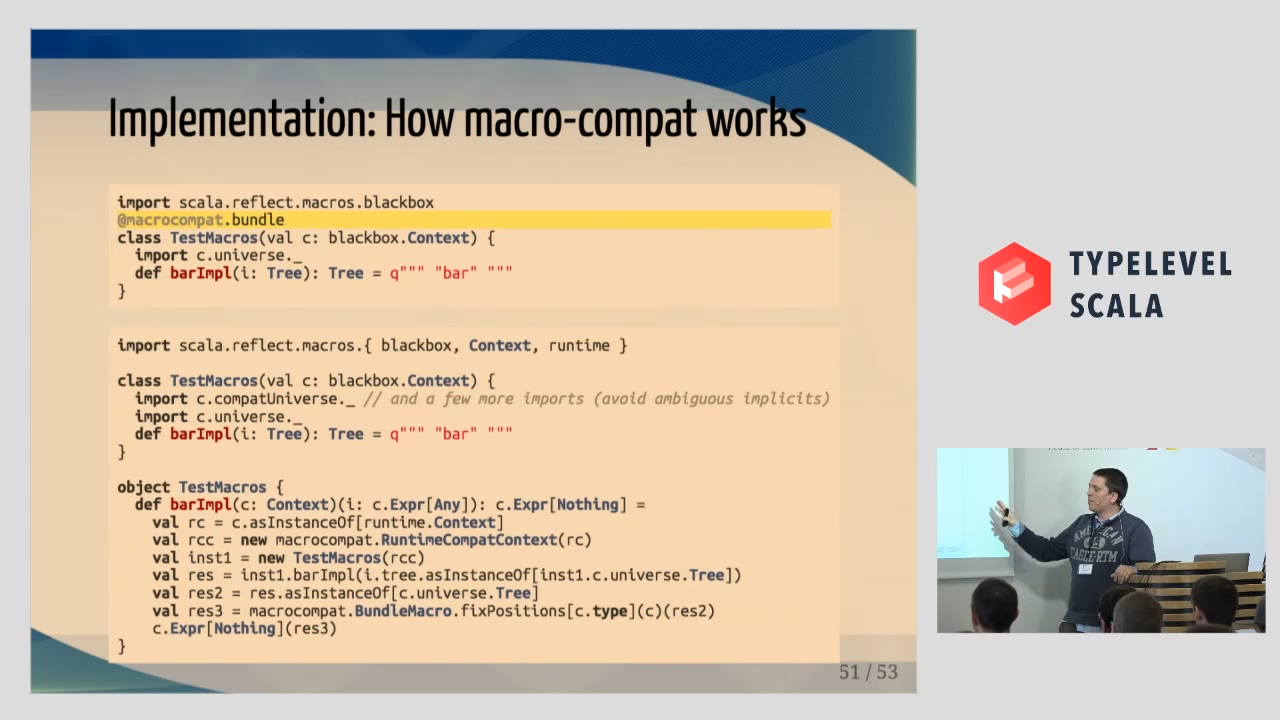 Implementation: How macro-compat works
import scala.reflect.macros.blackbox
@macrocompat.bundle
class TestMacros(val c: blackbox.Context) {
  import c.universe._
  def barImpl(i: Tree): Tree = q""" "bar" """
}
import scala.reflect.macros.{ blackbox, Context, runtime }
class TestMacros(val c: blackbox.Context) {
  import c.compatUniverse._ // and a few more imports (avoid ambiguous implicits)
  import c.universe._
  def barImpl(i: Tree): Tree = q""" "bar" """
}
object TestMacros {
  def barImpl(c: Context)(i: c.Expr[Any]): c.Expr[Nothing] =
    val rc = c.asInstanceOf[runtime.Context]
    val rcc = new macrocompat.RuntimeCompatContext(rc)
    val inst1 = new TestMacros(rcc)
    val res = inst1.barImpl(i.tree.asInstanceOf[inst1.c.universe.Tree])
    val res2 = res.asInstanceOf[c.universe.Tree]
    val res3 = macrocompat.BundleMacro.fixPositions[c.type](c)(res2)
    c.Expr[Nothing](res3)
}
51 / 53
TYPELEVEL
SCALA
AMERICAN
EAGLE